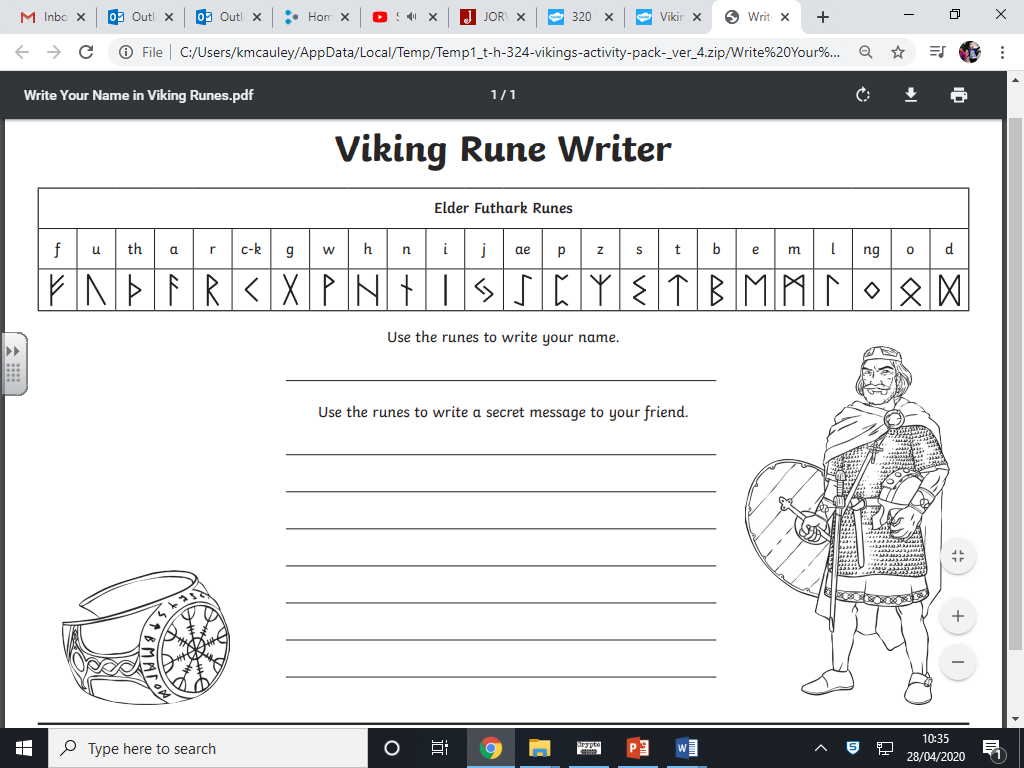 Inbo Outl Outl Hom S JOR 320 Vikin Writ
File C:/Users/kmcauley/AppData/Local/Temp/Temp1_t-h-324-vikings-activity-pack-_ver_4.zip/Write%20Your%...
Write Your Name in Viking Runes.pdf 1 / 1
Viking Rune Writer
Elder Futhark Runes
f u th a r c-k g w h n i j ae p z s t b e m l ng o d
ᚠ ᚢ ᚦ ᚨ ᚱ ᚲ ᚷ ᚹ ᚺ ᚾ ᛁ ᛃ ᛇ ᛈ ᛉ ᛊ ᛏ ᛒ ᛖ ᛗ ᛚ ᛜ ᛟ ᛞ
Use the runes to write your name.
Use the runes to write a secret message to your friend.
Type here to search
10:35
28/04/2020
1